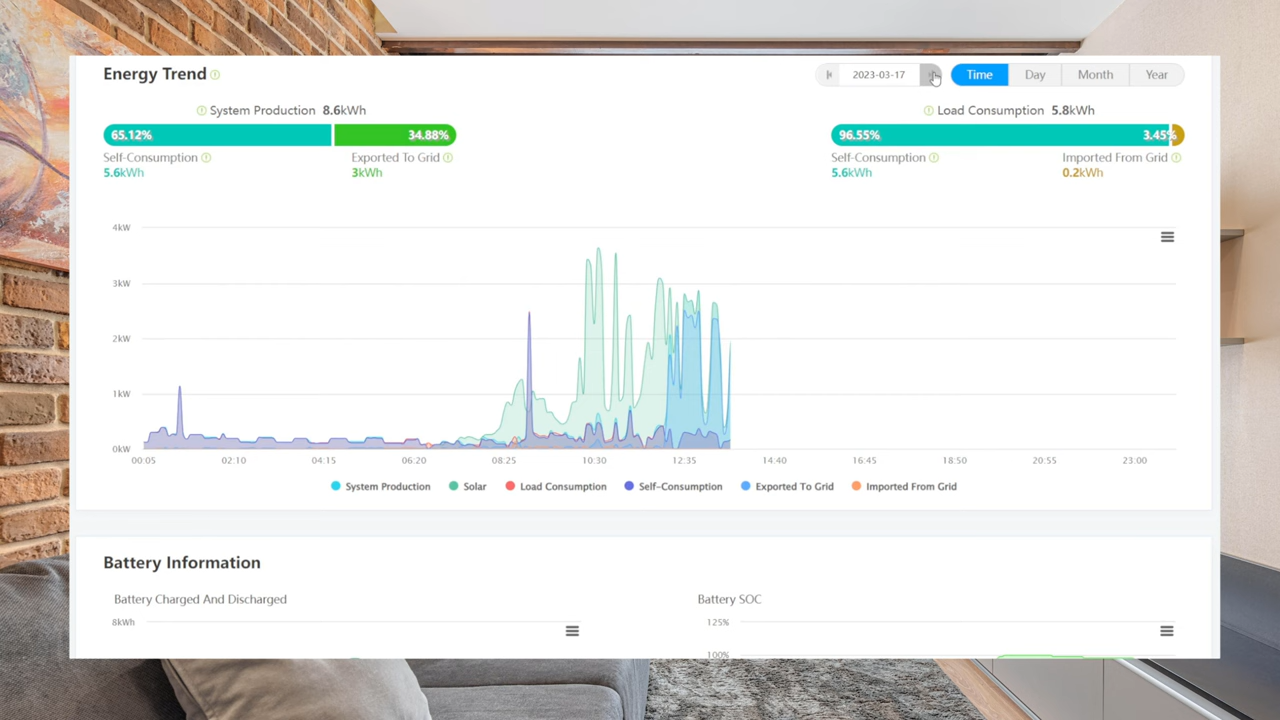 Energy Trend
2023-03-17
Time Day Month Year
System Production 8.6kWh
65.12% 34.88%
Self-Consumption Exported To Grid
5.6kWh 3kWh
Load Consumption 5.8kWh
96.55% 3.45%
Self-Consumption Imported From Grid
5.6kWh 0.2kWh
4kW
3kW
2kW
1kW
0kW
00:05 02:10 04:15 06:20 08:25 10:30 12:35 14:40 16:45 18:50 20:55 23:00
System Production Solar Load Consumption Self-Consumption Exported To Grid Imported From Grid
Battery Information
Battery Charged And Discharged
8kWh
Battery SOC
125%
100%